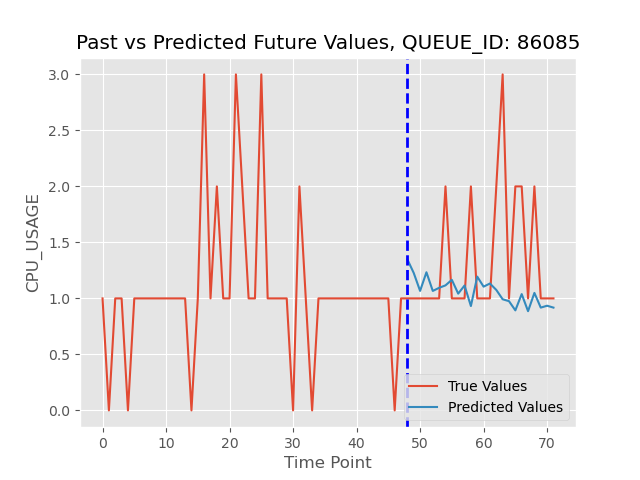 Past vs Predicted Future Values, QUEUE_ID: 86085
3.0
2.5
2.0
1.5
1.0
0.5
0.0
CPU_USAGE
True Values
Predicted Values
0 10 20 30 40 50 60 70
Time Point